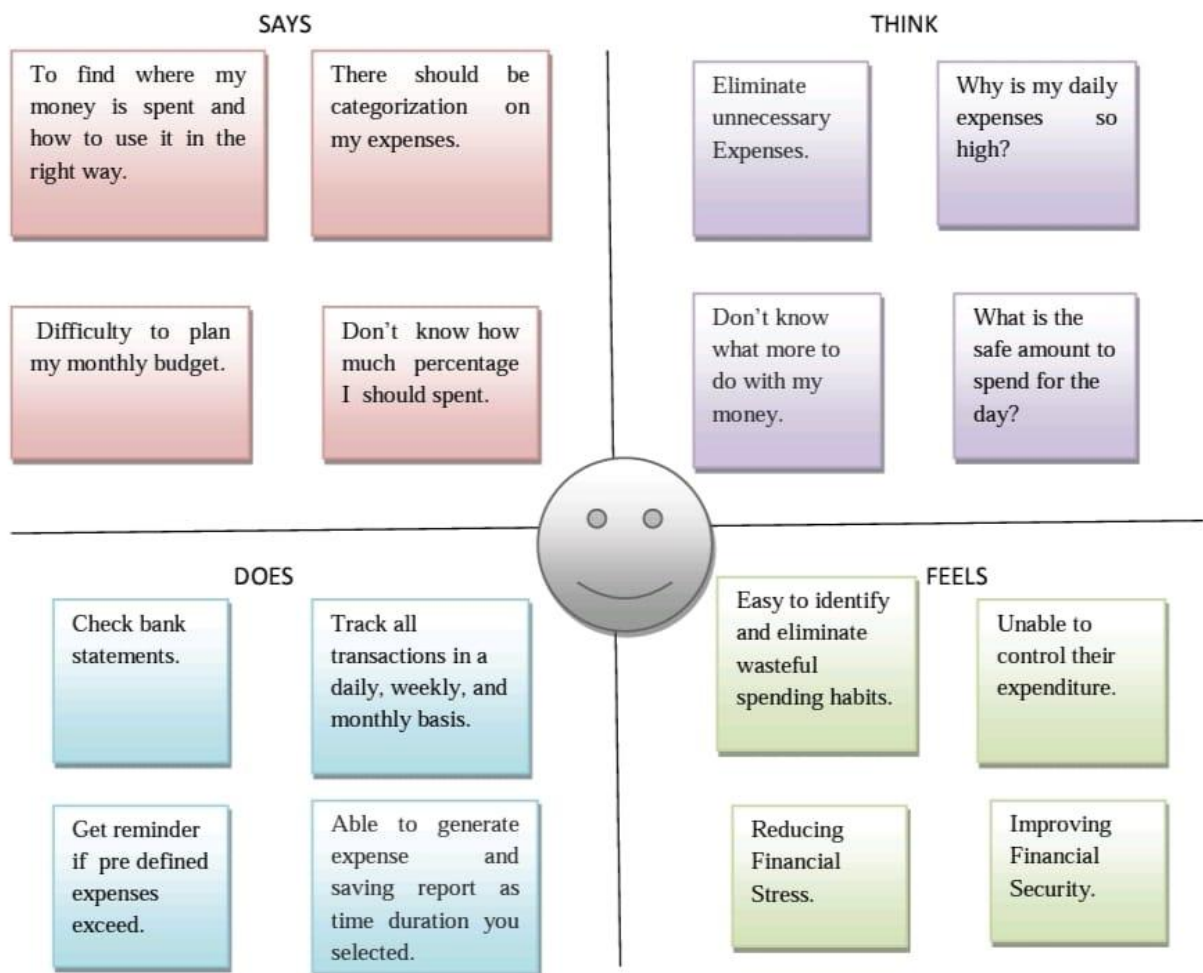 SAYS
To find where my
money is spent and
how to use it in the
right way.
There should be
categorization on
my expenses.
Difficulty to plan
my monthly budget.
Don’t know how
much percentage
I should spent.
THINK
Eliminate
unnecessary
Expenses.
Why is my daily
expenses so
high?
Don’t know
what more to
do with my
money.
What is the
safe amount to
spend for the
day?
DOES
Check bank
statements.
Track all
transactions in a
daily, weekly, and
monthly basis.
Get reminder
if pre defined
expenses
exceed.
Able to generate
expense and
saving report as
time duration you
selected.
FEELS
Easy to identify
and eliminate
wasteful
spending habits.
Unable to
control their
expenditure.
Reducing
Financial
Stress.
Improving
Financial
Security.